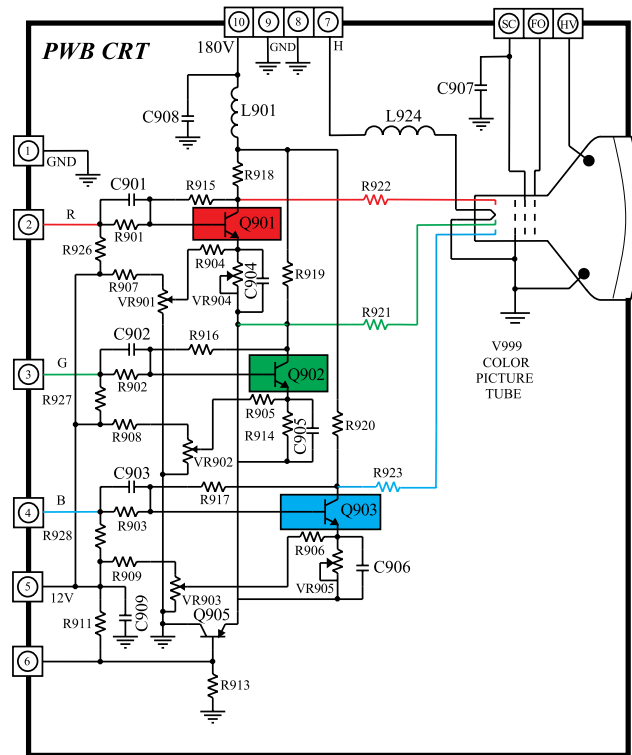 10
9
8
7
SC
FO
HV
PWB CRT
180V
GND
H
C907
C908
L901
L924
1
GND
C901
R915
R918
R922
2
R
R901
Q901
R926
R904
C904
R907
VR901
VR904
R919
R921
C902
R916
V999
COLOR
PICTURE
TUBE
3
G
R902
Q902
R927
R905
R914
C905
R908
VR902
R920
C903
R917
R923
4
B
R903
Q903
R928
R906
R909
C906
5
12V
VR903
VR905
C909
Q905
R911
6
R913